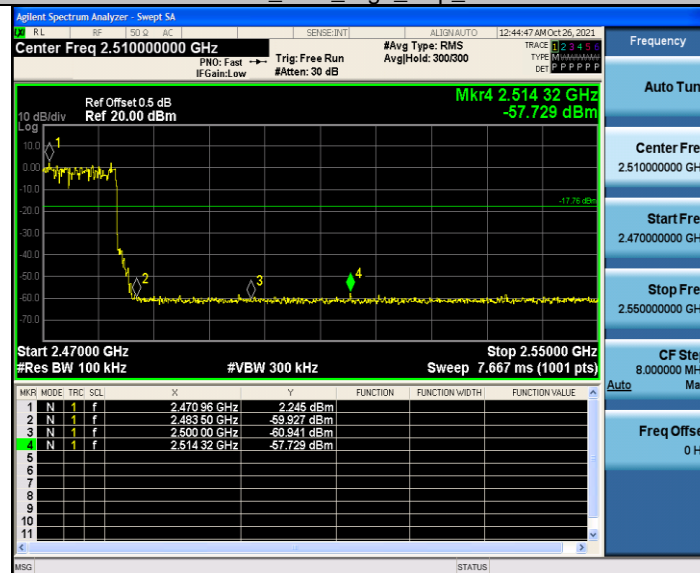 Agilent Spectrum Analyzer - Swept SA
RL RF 50 Ω AC SENSE:INT ALIGNAUTO 12:44:47 AM Oct 26, 2021
Center Freq 2.510000000 GHz
PNO: Fast
IFGain:Low
Trig: Free Run
#Atten: 30 dB
#Avg Type: RMS
Avg|Hold: 300/300
TRACE 1 2 3 4 5 6
TYPE M
DET P P P P P P
Ref Offset 0.5 dB
10 dB/div Ref 20.00 dBm
Log
Mkr4 2.514 32 GHz
-57.729 dBm
10.0
0.00
-10.0
-20.0
-30.0
-40.0
-50.0
-60.0
-70.0
1
2
3
4
-17.76 dBm
Start 2.47000 GHz Stop 2.55000 GHz
#Res BW 100 kHz #VBW 300 kHz Sweep 7.667 ms (1001 pts)
MKR MODE TRC SCL X Y FUNCTION FUNCTION WIDTH FUNCTION VALUE
1 N 1 f 2.470 96 GHz 2.245 dBm
2 N 1 f 2.483 50 GHz -59.927 dBm
3 N 1 f 2.500 00 GHz -60.941 dBm
4 N 1 f 2.514 32 GHz -57.729 dBm
5
6
7
8
9
10
11
MSG STATUS
Frequency
Auto Tun
Center Fre
2.510000000 GH
Start Fre
2.470000000 GH
Stop Fre
2.550000000 GH
CF Ste
8.000000 MH
Auto Ma
Freq Offse
0 H